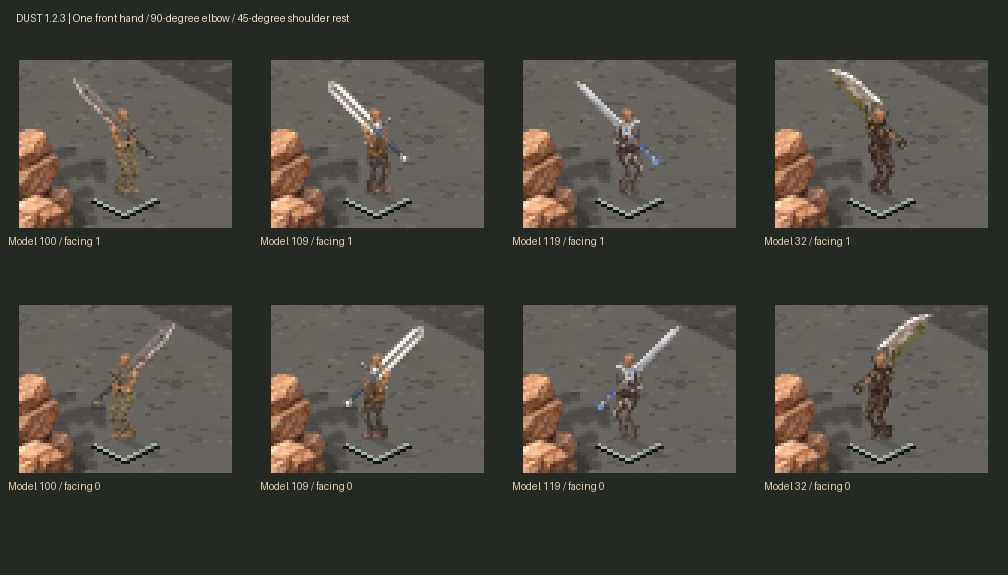 DUST 1.2.3 | One front hand / 90-degree elbow / 45-degree shoulder rest
Model 100 / facing 1
Model 109 / facing 1
Model 119 / facing 1
Model 32 / facing 1
Model 100 / facing 0
Model 109 / facing 0
Model 119 / facing 0
Model 32 / facing 0